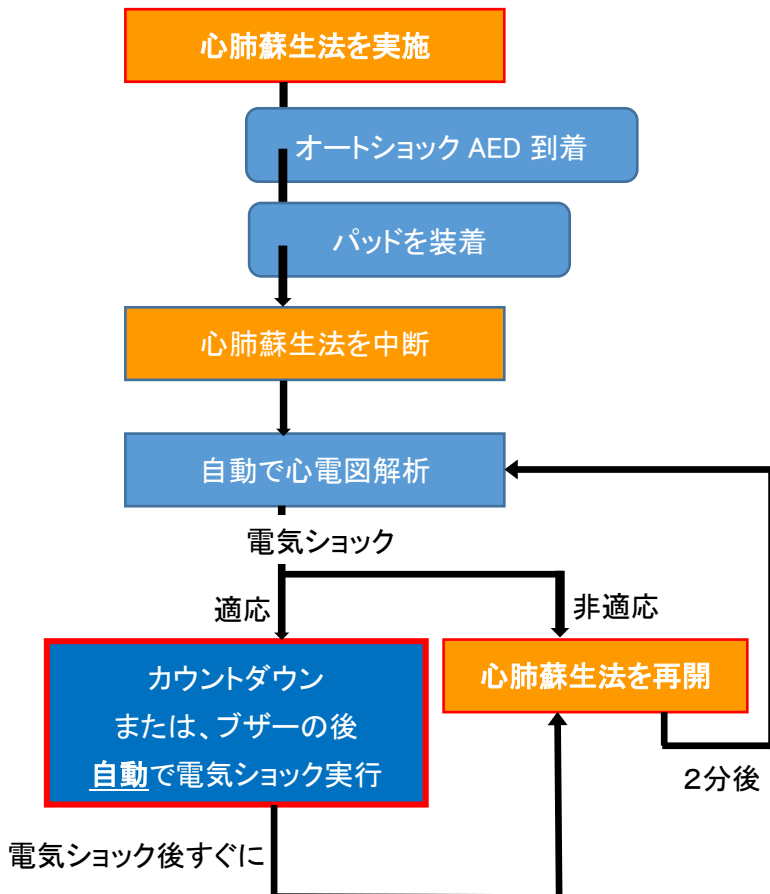 心肺蘇生法を実施
オートショック AED 到着
パッドを装着
心肺蘇生法を中断
自動で心電図解析
電気ショック
適応
非適応
カウントダウン
または、ブザーの後
自動で電気ショック実行
心肺蘇生法を再開
２分後
電気ショック後すぐに